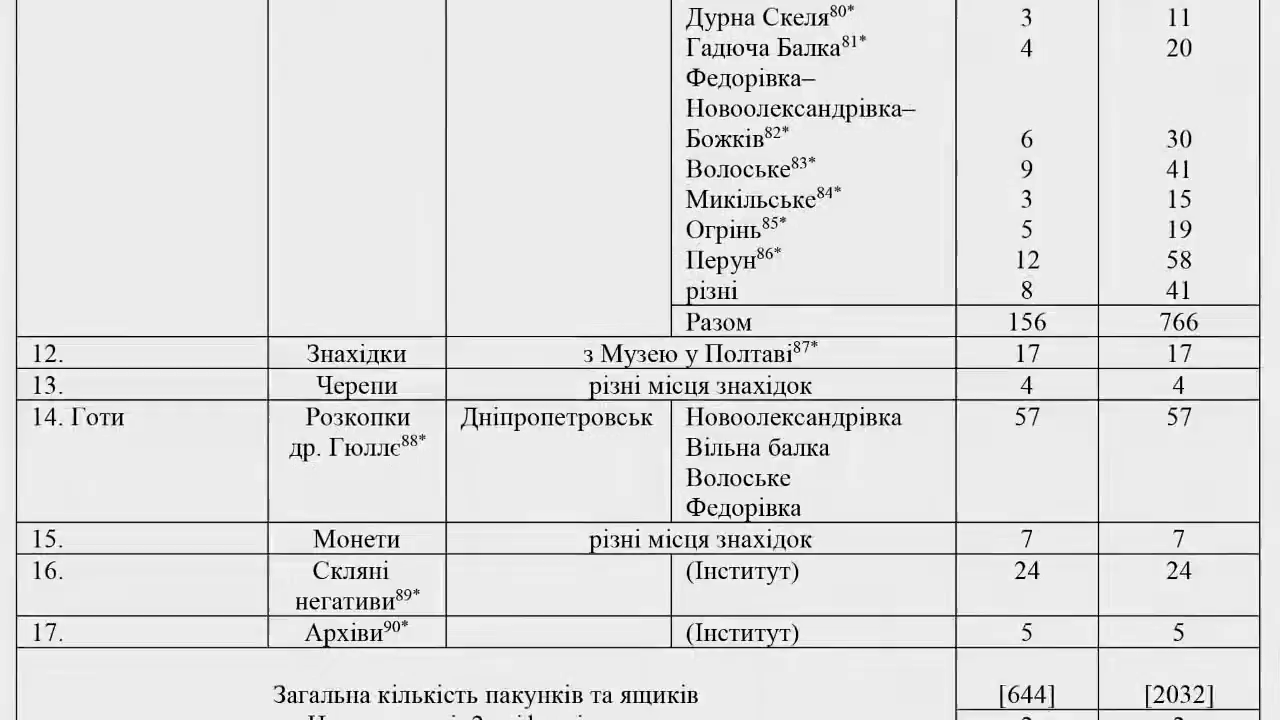 Дурна Скеля80* 3 11
Гадюча Балка81* 4 20
Федорівка–
Новоолександрівка–
Божків82* 6 30
Волоське83* 9 41
Микільське84* 3 15
Огрінь85* 5 19
Перун86* 12 58
різні 8 41
Разом 156 766
12. Знахідки з Музею у Полтаві87* 17 17
13. Черепи різні місця знахідок 4 4
14. Готи Розкопки Дніпропетровськ Новоолександрівка 57 57
др. Гюллє88* Вільна балка
Волоське
Федорівка
15. Монети різні місця знахідок 7 7
16. Скляні (Інститут) 24 24
негативи89*
17. Архіви90* (Інститут) 5 5
Загальна кількість пакунків та ящиків [644] [2032]